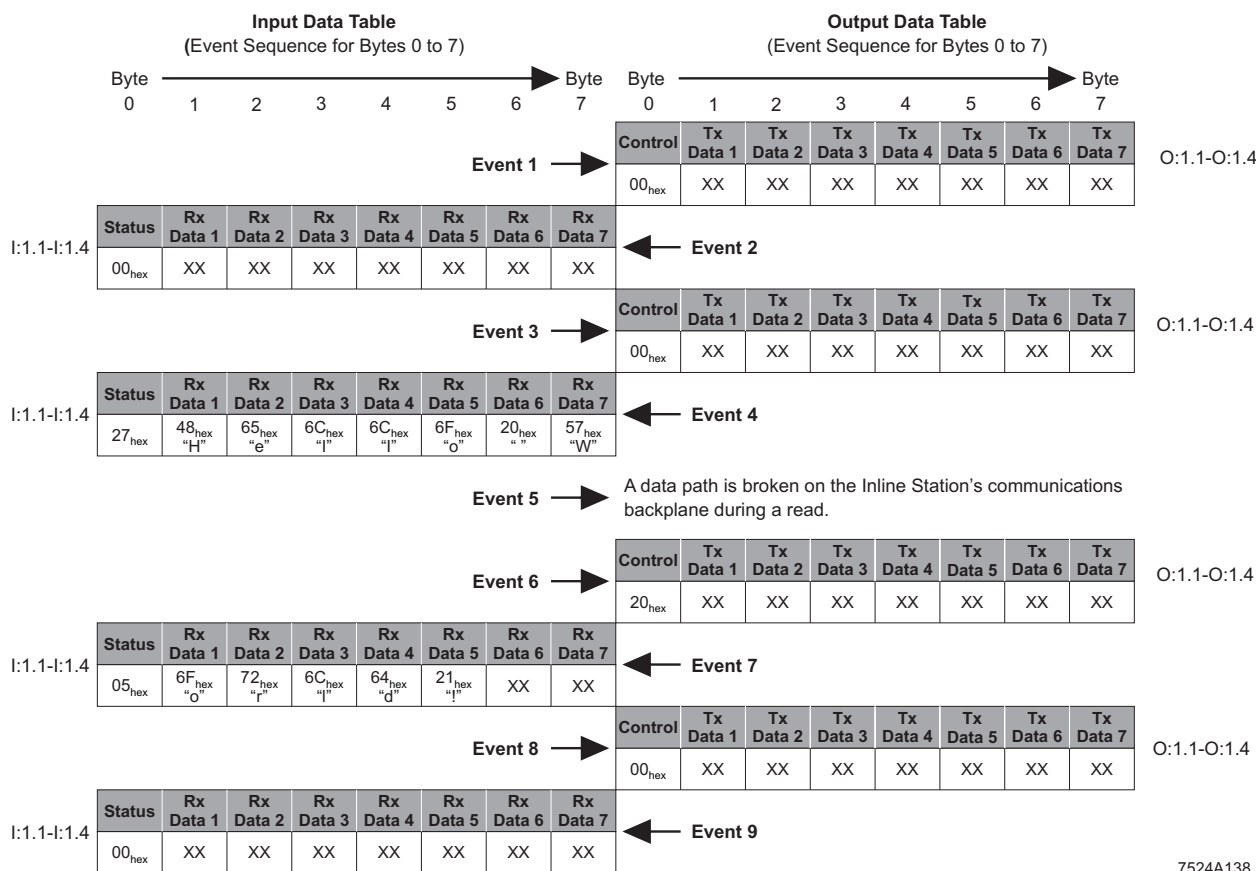 Input Data Table
(Event Sequence for Bytes 0 to 7)
Byte Byte
0 1 2 3 4 5 6 7
Output Data Table
(Event Sequence for Bytes 0 to 7)
Byte Byte
0 1 2 3 4 5 6 7
Event 1
Control Tx Data 1 Tx Data 2 Tx Data 3 Tx Data 4 Tx Data 5 Tx Data 6 Tx Data 7
00hex XX XX XX XX XX XX XX
O:1.1-O:1.4
I:1.1-I:1.4
Status Rx Data 1 Rx Data 2 Rx Data 3 Rx Data 4 Rx Data 5 Rx Data 6 Rx Data 7
00hex XX XX XX XX XX XX XX
Event 2
Event 3
Control Tx Data 1 Tx Data 2 Tx Data 3 Tx Data 4 Tx Data 5 Tx Data 6 Tx Data 7
00hex XX XX XX XX XX XX XX
O:1.1-O:1.4
I:1.1-I:1.4
Status Rx Data 1 Rx Data 2 Rx Data 3 Rx Data 4 Rx Data 5 Rx Data 6 Rx Data 7
27hex 48hex 65hex 6Chex 6Chex 6Fhex 20hex 57hex
“H” “e” “l” “l” “o” “ ” “W”
Event 4
Event 5
A data path is broken on the Inline Station’s communications
backplane during a read.
Event 6
Control Tx Data 1 Tx Data 2 Tx Data 3 Tx Data 4 Tx Data 5 Tx Data 6 Tx Data 7
20hex XX XX XX XX XX XX XX
O:1.1-O:1.4
I:1.1-I:1.4
Status Rx Data 1 Rx Data 2 Rx Data 3 Rx Data 4 Rx Data 5 Rx Data 6 Rx Data 7
05hex 6Fhex 72hex 6Chex 64hex 21hex XX XX
“o” “r” “l” “d” “!”
Event 7
Event 8
Control Tx Data 1 Tx Data 2 Tx Data 3 Tx Data 4 Tx Data 5 Tx Data 6 Tx Data 7
00hex XX XX XX XX XX XX XX
O:1.1-O:1.4
I:1.1-I:1.4
Status Rx Data 1 Rx Data 2 Rx Data 3 Rx Data 4 Rx Data 5 Rx Data 6 Rx Data 7
00hex XX XX XX XX XX XX XX
Event 9
7524A138